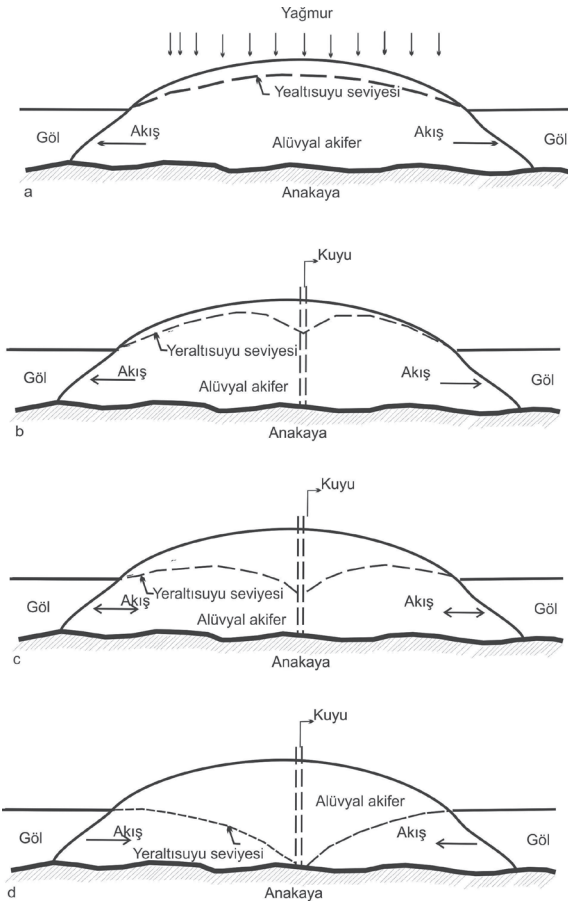 Yağmur
Yealtısuyu seviyesi
Göl
Akış
Alüvyal akifer
Akış
Göl
a
Anakaya
Kuyu
Yeraltısuyu seviyesi
Göl
Akış
Alüvyal akifer
Akış
Göl
b
Anakaya
Kuyu
Göl
Akış
Yeraltısuyu seviyesi
Alüvyal akifer
Akış
Göl
c
Anakaya
Kuyu
Alüvyal akifer
Göl
Akış
Yeraltısuyu seviyesi
Akış
Göl
d
Anakaya